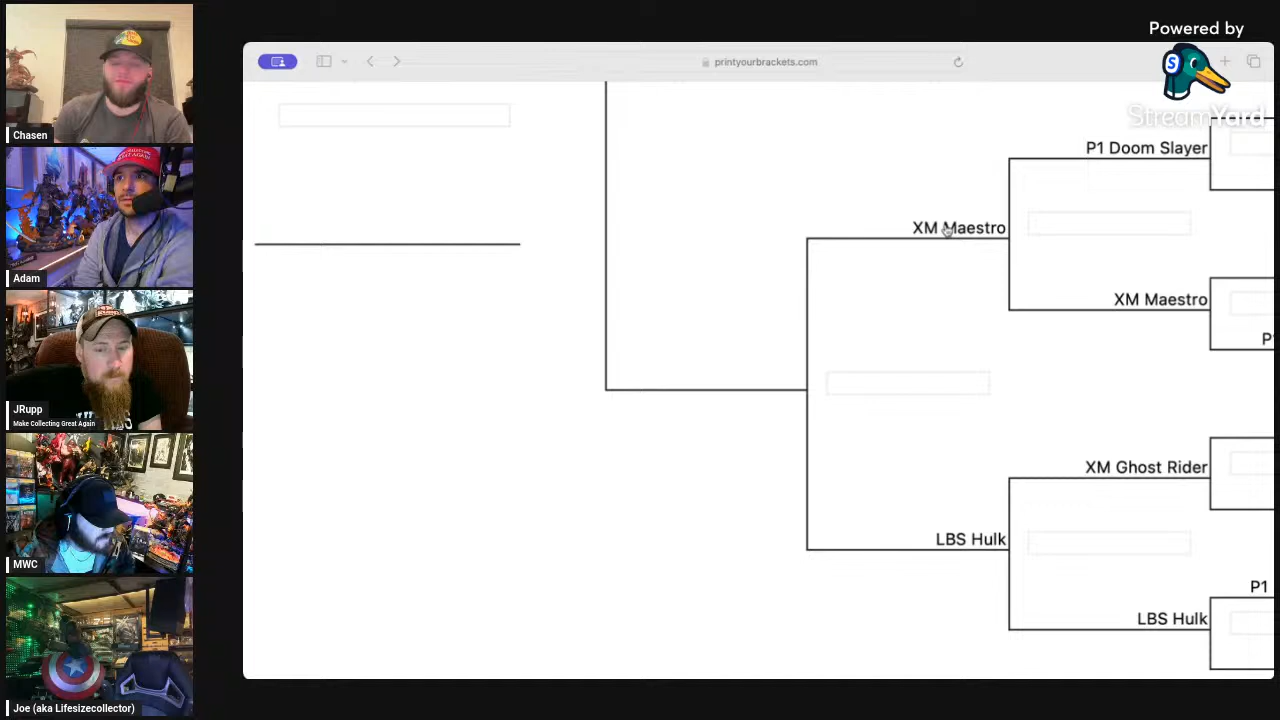 Powered by
StreamYard
S
printyourbrackets.com
Chasen
Adam
JRupp
Make Collecting Great Again
MWC
Joe (aka Lifesizecollector)
P1 Doom Slayer
XM Maestro
XM Maestro
P
XM Ghost Rider
LBS Hulk
P1
LBS Hulk